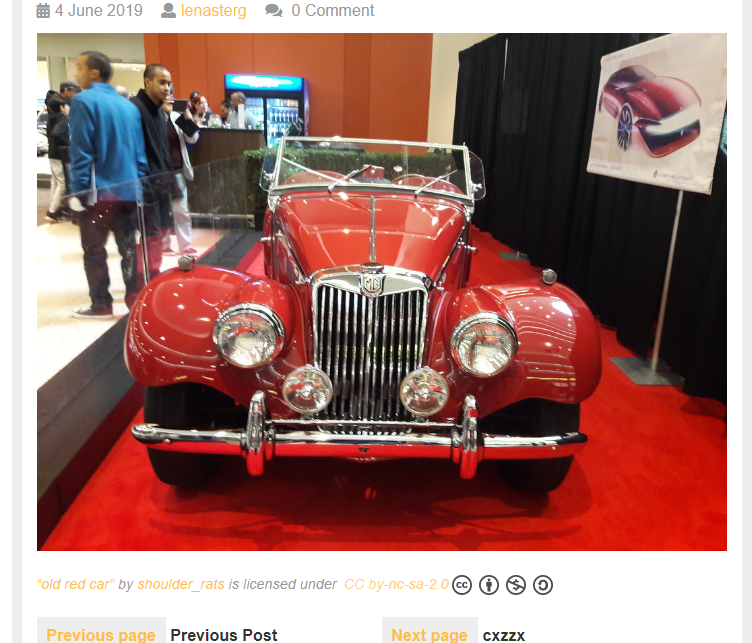 4 June 2019 lenasterg 0 Comment
MG
“old red car” by shoulder_rats is licensed under CC by-nc-sa-2.0
Previous page Previous Post Next page cxzzx